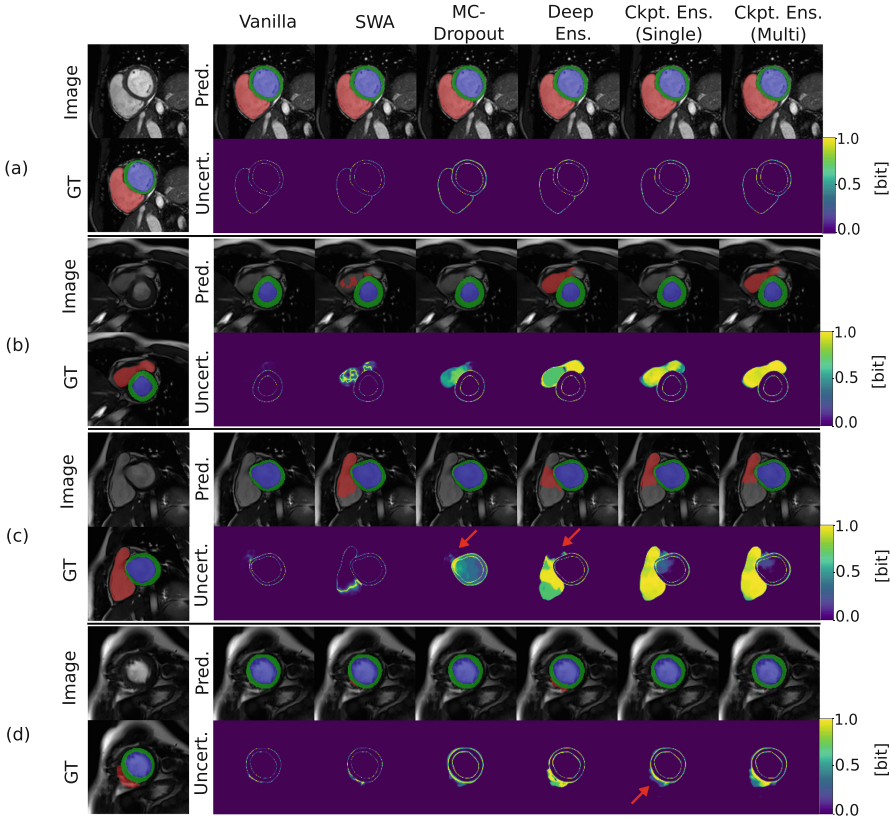 Vanilla SWA MC-Dropout Deep Ens. Ckpt. Ens. (Single) Ckpt. Ens. (Multi)
(a)
Image Pred.
GT Uncert.
1.0
0.5
0.0
[bit]
(b)
Image Pred.
GT Uncert.
1.0
0.5
0.0
[bit]
(c)
Image Pred.
GT Uncert.
1.0
0.5
0.0
[bit]
(d)
Image Pred.
GT Uncert.
1.0
0.5
0.0
[bit]